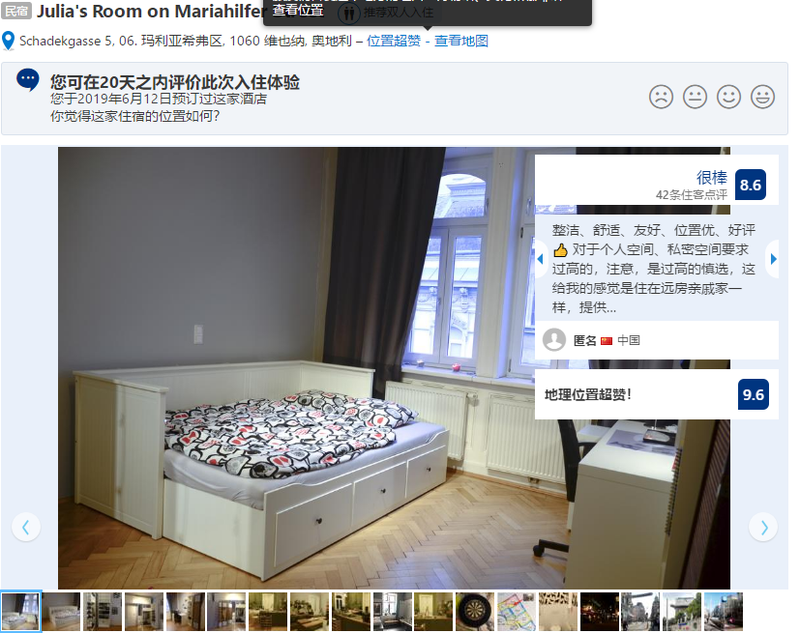 民宿 Julia's Room on Mariahilfer
查看位置
推荐双人入住
Schadekgasse 5, 06. 玛利亚希弗区, 1060 维也纳, 奥地利 – 位置超赞 - 查看地图
您可在20天之内评价此次入住体验
您于2019年6月12日预订过这家酒店
你觉得这家住宿的位置如何？
很棒 8.6
42条住客点评
整洁、舒适、友好、位置优、好评
👍 对于个人空间、私密空间要求
过高的，注意，是过高的慎选，这
给我的感觉是住在远房亲戚家一
样，提供...
匿名 🇨🇳 中国
地理位置超赞！ 9.6